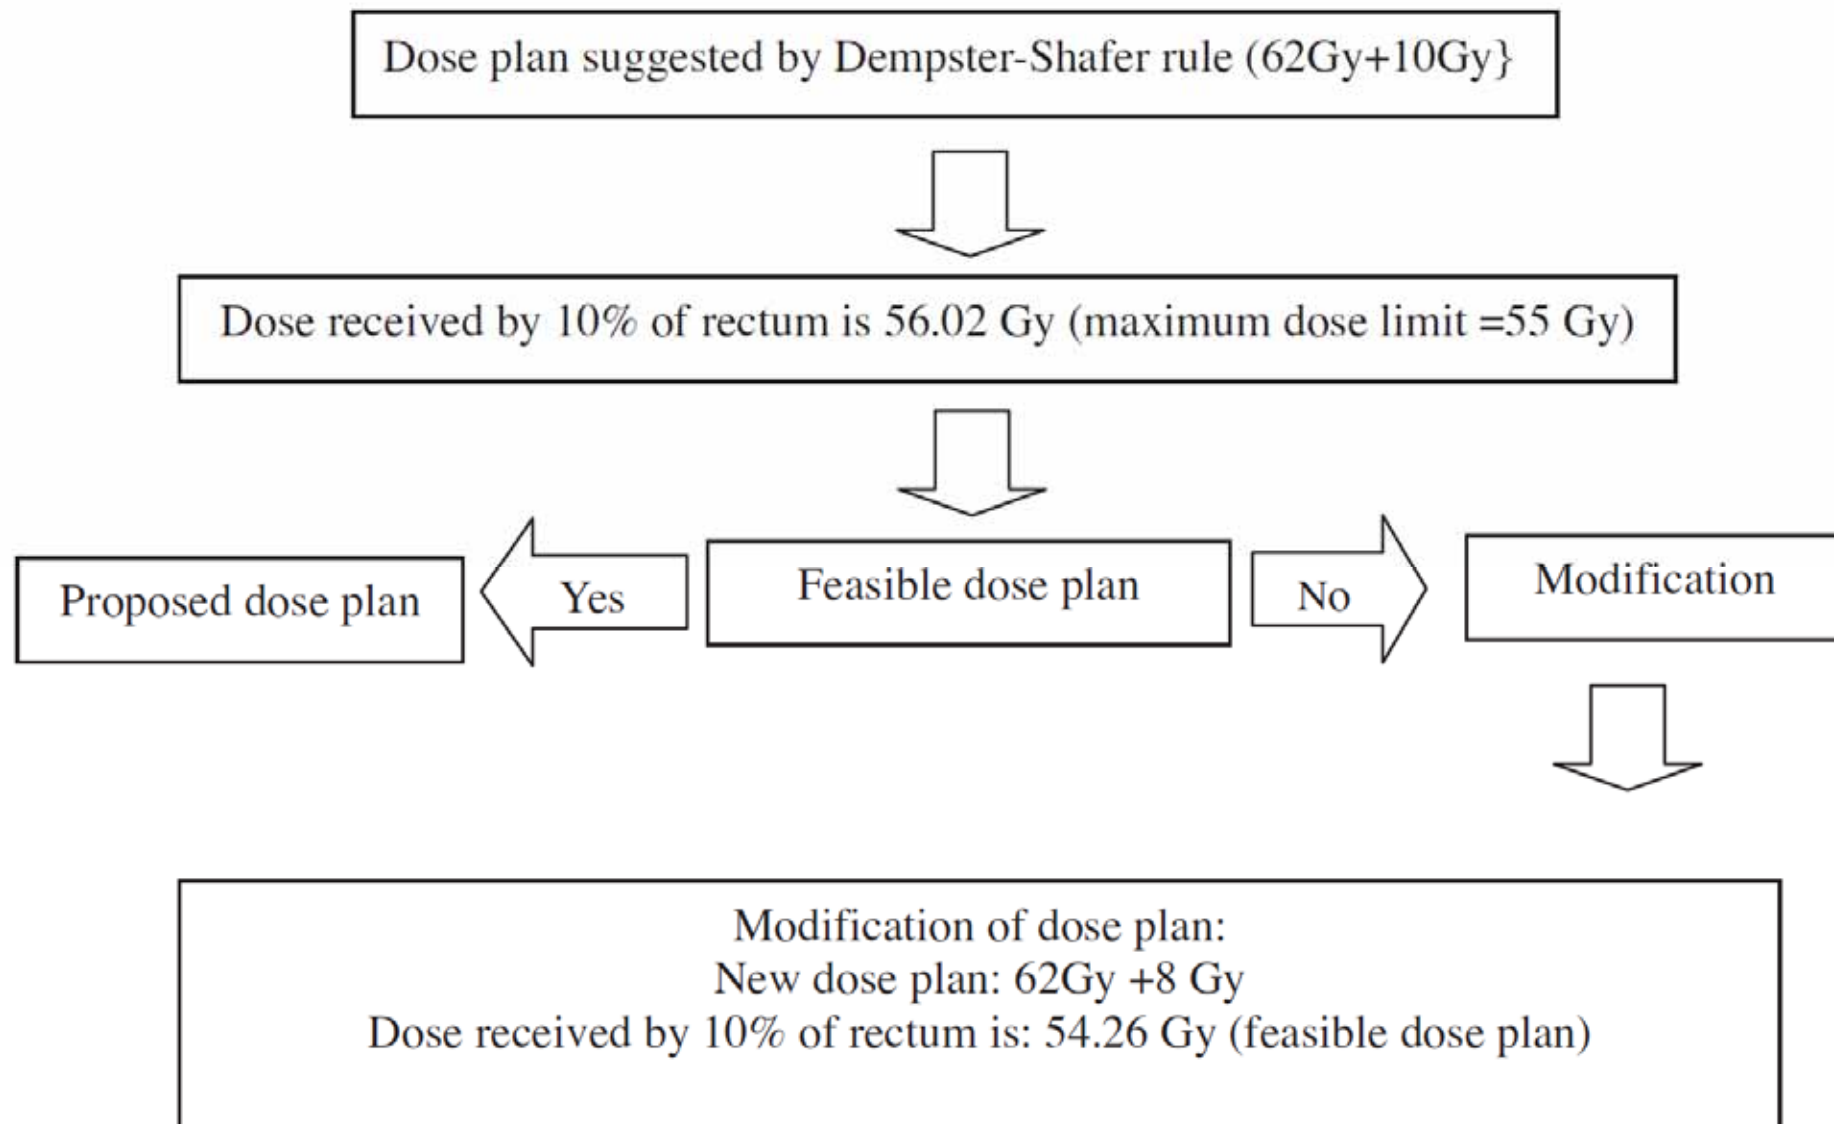 Dose plan suggested by Dempster-Shafer rule (62Gy+10Gy}
Dose received by 10% of rectum is 56.02 Gy (maximum dose limit =55 Gy)
Proposed dose plan
Yes
Feasible dose plan
No
Modification
Modification of dose plan:
New dose plan: 62Gy +8 Gy
Dose received by 10% of rectum is: 54.26 Gy (feasible dose plan)